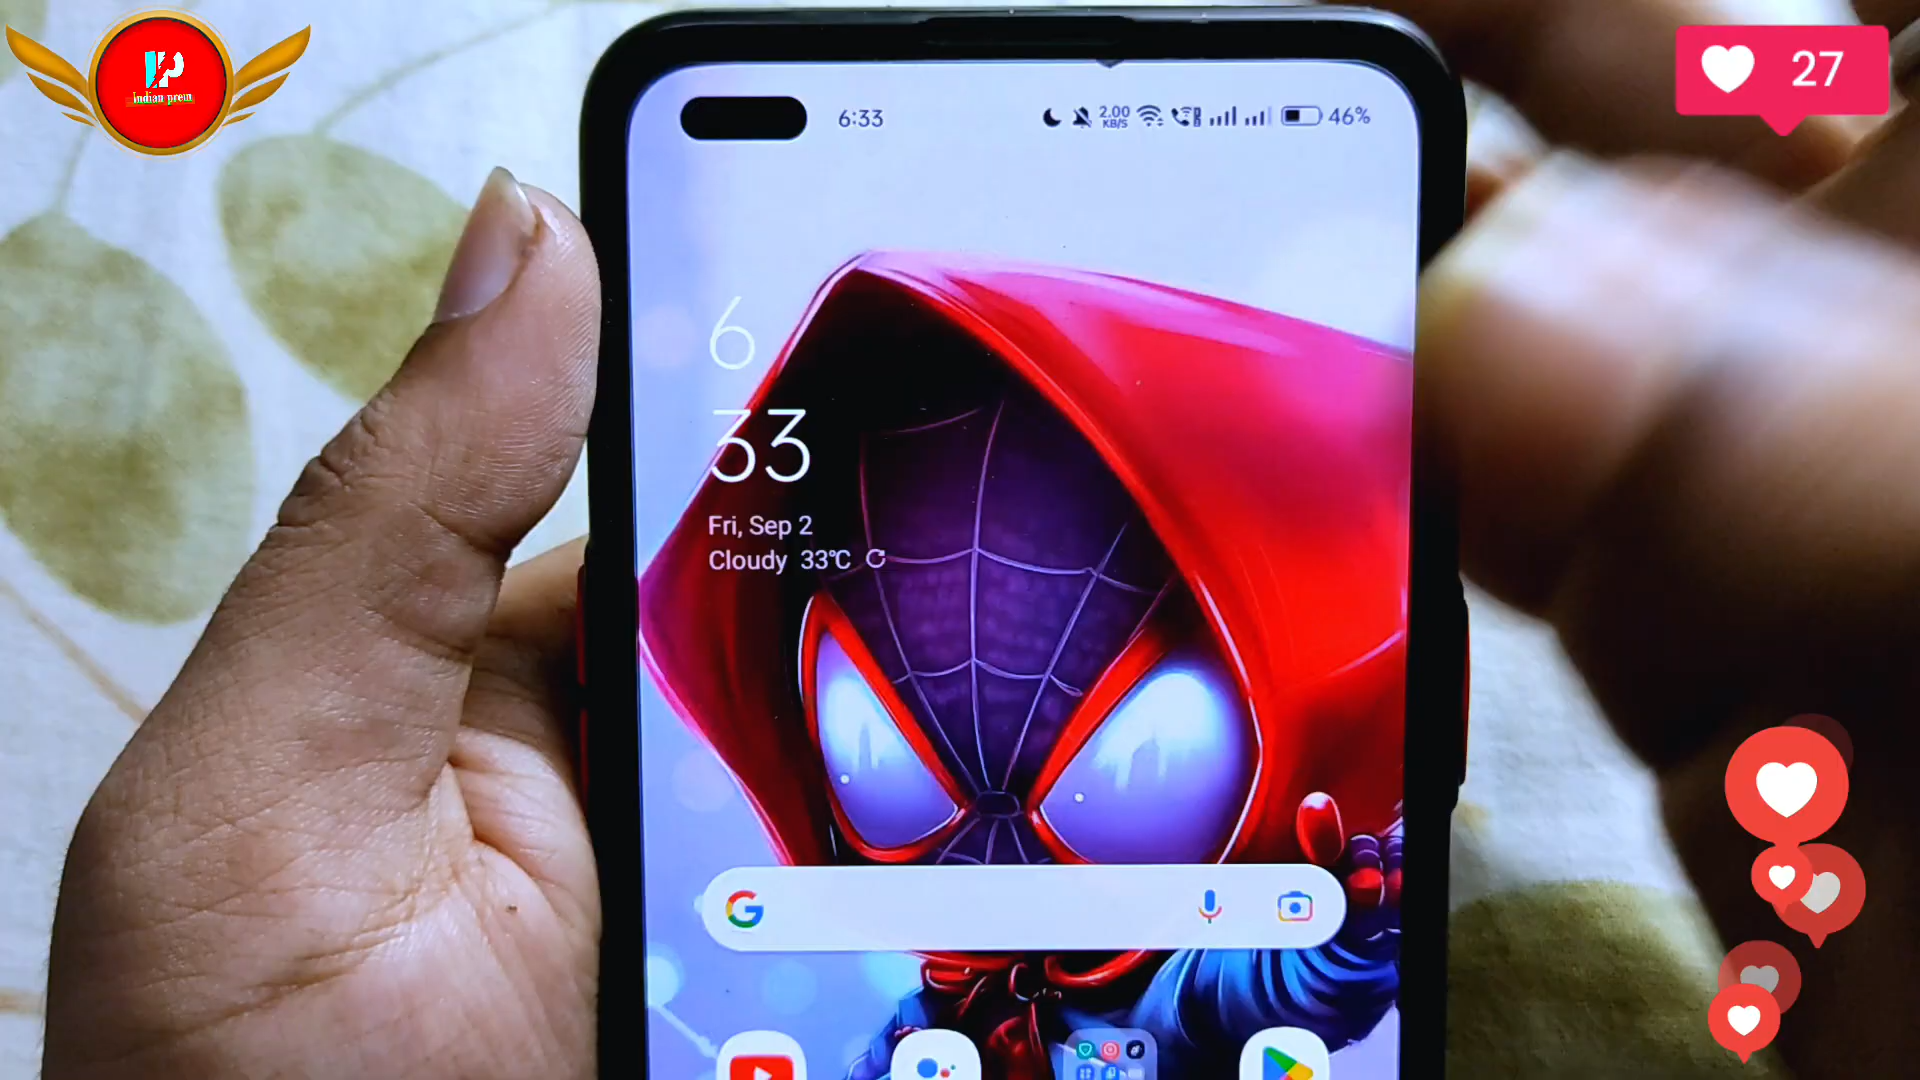 Indian prem
27
6:33
2.00
KB/S
46%
6
33
Fri, Sep 2
Cloudy 33℃